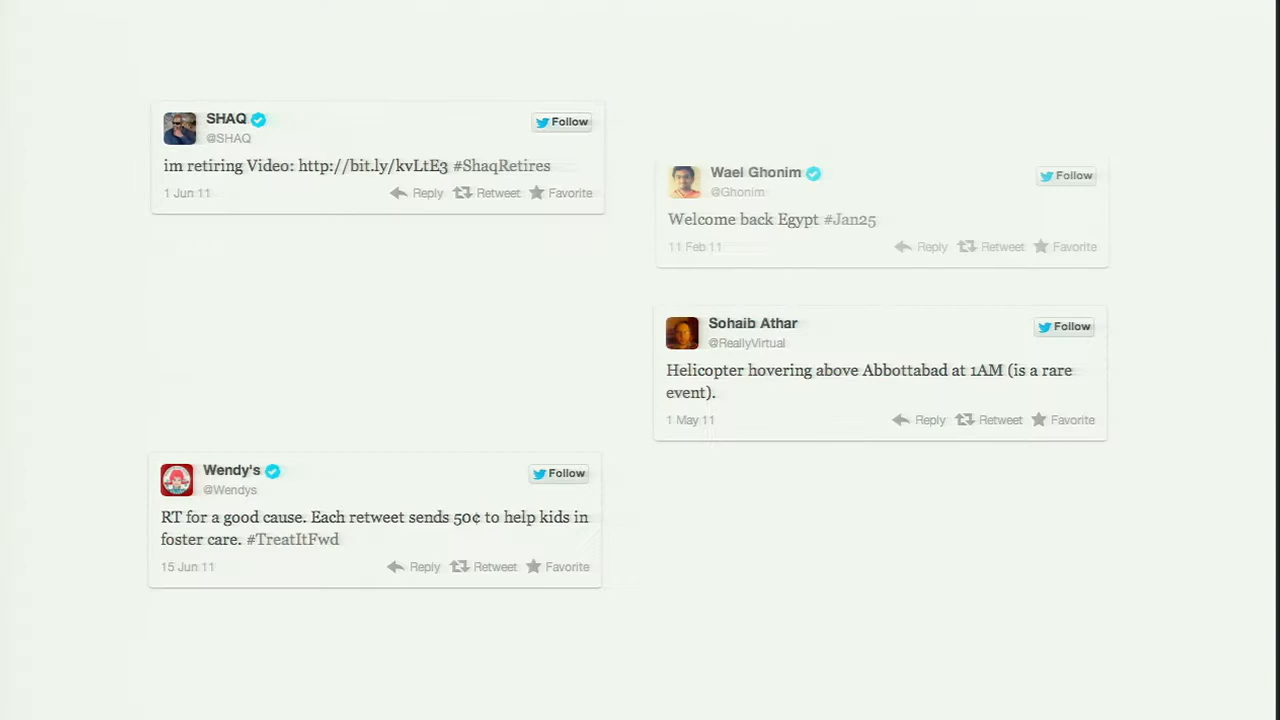 SHAQ
@SHAQ
Follow
im retiring Video: http://bit.ly/kvLtE3 #ShaqRetires
1 Jun 11 Reply Retweet Favorite
Wael Ghonim
@Ghonim
Follow
Welcome back Egypt #Jan25
11 Feb 11 Reply Retweet Favorite
Sohaib Athar
@ReallyVirtual
Follow
Helicopter hovering above Abbottabad at 1AM (is a rare
event).
1 May 11 Reply Retweet Favorite
Wendy's
@Wendys
Follow
RT for a good cause. Each retweet sends 50¢ to help kids in
foster care. #TreatItFwd
15 Jun 11 Reply Retweet Favorite